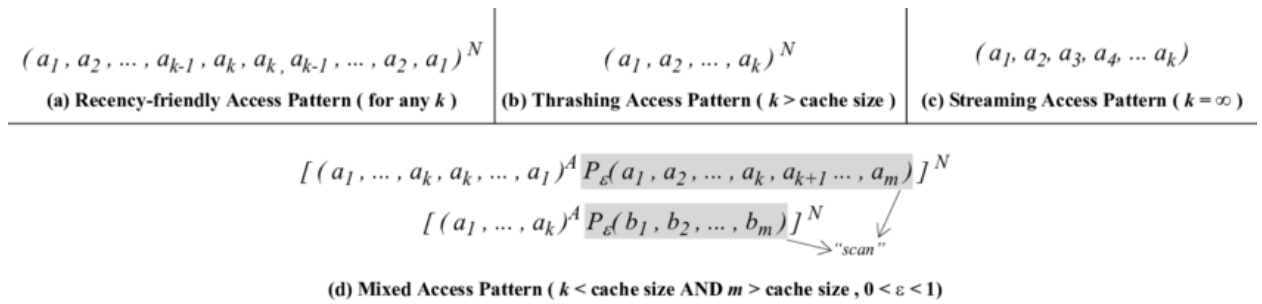 ( a1 , a2 , ... , ak-1 , ak , ak , ak-1 , ... , a2 , a1 ) N
(a) Recency-friendly Access Pattern ( for any k )
( a1 , a2 , ... , ak ) N
(b) Thrashing Access Pattern ( k > cache size )
( a1, a2, a3, a4, ... ak )
(c) Streaming Access Pattern ( k = ∞ )
[ ( a1 , ... , ak , ak , ... , a1 ) A Pε( a1 , a2 , ... , ak , ak+1 ... , am ) ] N
[ ( a1 , ... , ak ) A Pε( b1 , b2 , ... , bm ) ] N
“scan”
(d) Mixed Access Pattern ( k < cache size AND m > cache size , 0 < ε < 1)